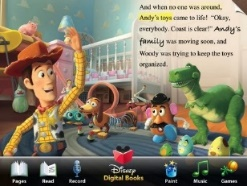 And when no one was around,
Andy's toys came to life! "Okay,
everybody. Coast is clear!" Andy's
family was moving soon, and
Woody was trying to keep the toys
organized.
Disney
Digital Books
Pages
Read
Record
Paint
Music
Games